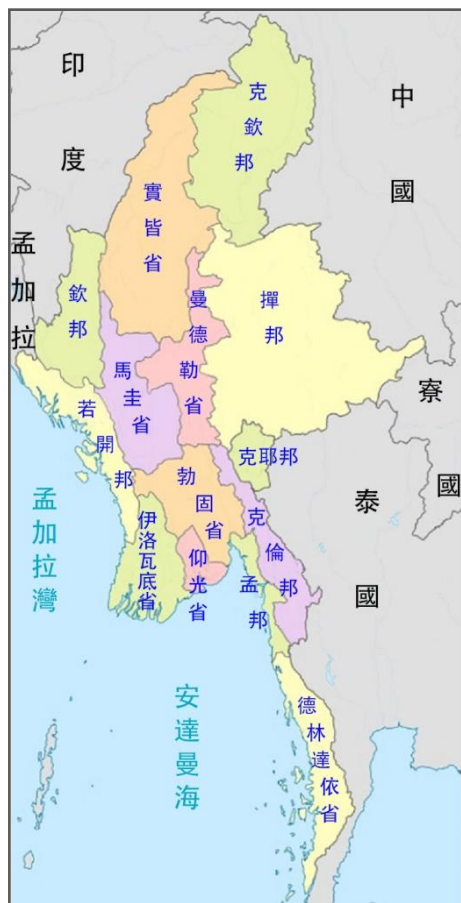 印度
中國
克欽邦
實皆省
孟加拉
欽邦
曼德勒省
撣邦
馬圭省
若開邦
寮國
克耶邦
勃固省
克倫邦
泰國
孟加拉灣
伊洛瓦底省
仰光省
孟邦
安達曼海
德林達依省